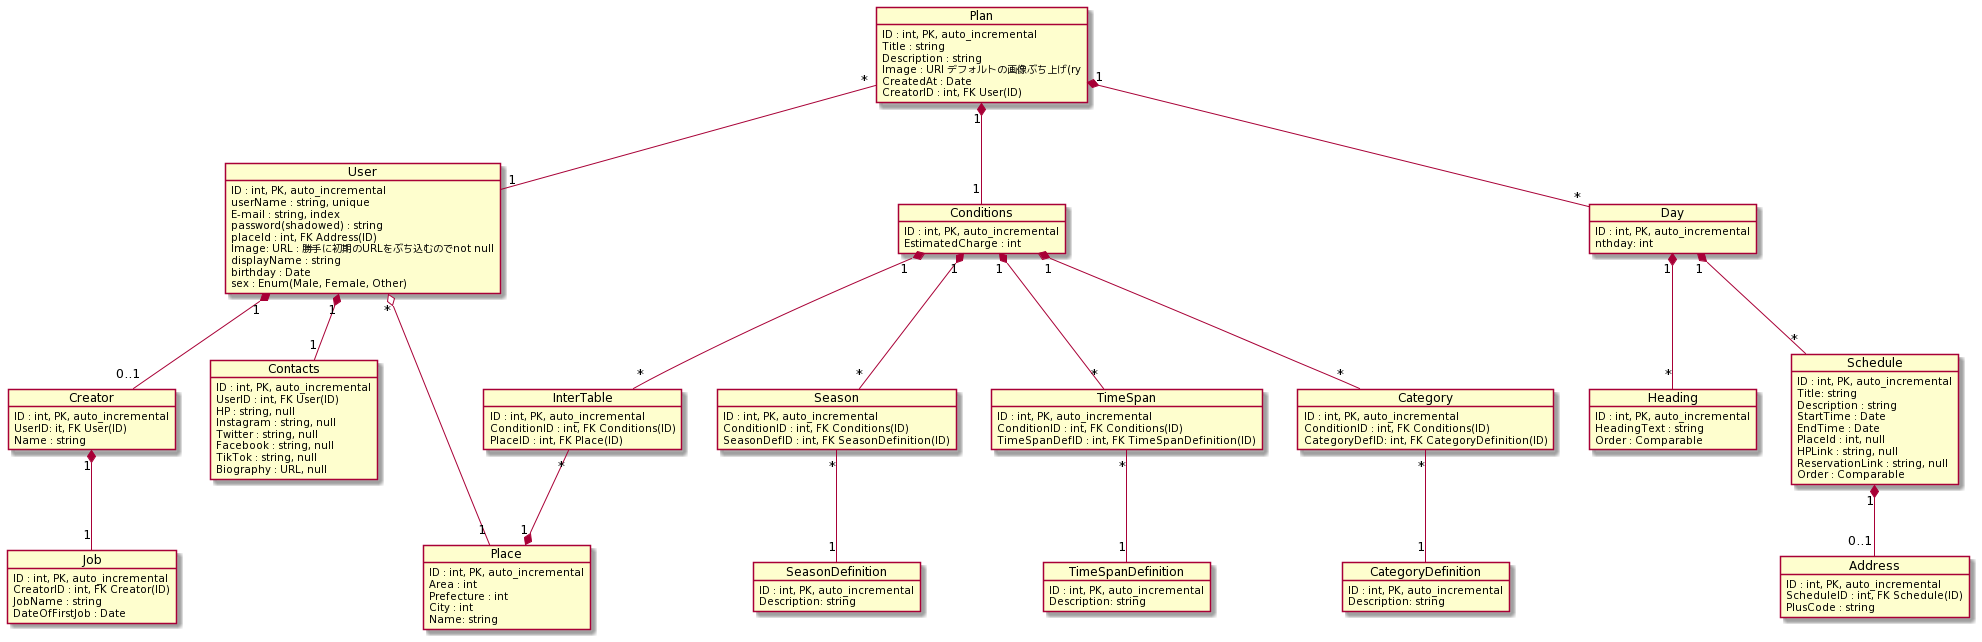 Plan
ID : int, PK, auto_incremental
Title : string
Description : string
Image : URI デフォルトの画像ぶち上げ(ry
CreatedAt : Date
CreatorID : int, FK User(ID)
*
1
1
1
1
*
User
ID : int, PK, auto_incremental
userName : string, unique
E-mail : string, index
password(shadowed) : string
placeId : int, FK Address(ID)
Image: URL : 勝手に初期のURLをぶち込むのでnot null
displayName : string
birthday : Date
sex : Enum(Male, Female, Other)
Conditions
ID : int, PK, auto_incremental
EstimatedCharge : int
Day
ID : int, PK, auto_incremental
nthday: int
1
1
*
1
1
1
1
1
1
0..1
1
*
*
*
*
*
*
Creator
ID : int, PK, auto_incremental
UserID: it, FK User(ID)
Name : string
Contacts
ID : int, PK, auto_incremental
UserID : int, FK User(ID)
HP : string, null
Instagram : string, null
Twitter : string, null
Facebook : string, null
TikTok : string, null
Biography : URL, null
InterTable
ID : int, PK, auto_incremental
ConditionID : int, FK Conditions(ID)
PlaceID : int, FK Place(ID)
Season
ID : int, PK, auto_incremental
ConditionID : int, FK Conditions(ID)
SeasonDefID : int, FK SeasonDefinition(ID)
TimeSpan
ID : int, PK, auto_incremental
ConditionID : int, FK Conditions(ID)
TimeSpanDefID : int, FK TimeSpanDefinition(ID)
Category
ID : int, PK, auto_incremental
ConditionID : int, FK Conditions(ID)
CategoryDefID: int, FK CategoryDefinition(ID)
Heading
ID : int, PK, auto_incremental
HeadingText : string
Order : Comparable
Schedule
ID : int, PK, auto_incremental
Title: string
Description : string
StartTime : Date
EndTime : Date
PlaceId : int, null
HPLink : string, null
ReservationLink : string, null
Order : Comparable
1
*
*
*
*
1
1
1
1
1
1
1
0..1
Job
ID : int, PK, auto_incremental
CreatorID : int, FK Creator(ID)
JobName : string
DateOfFirstJob : Date
Place
ID : int, PK, auto_incremental
Area : int
Prefecture : int
City : int
Name: string
SeasonDefinition
ID : int, PK, auto_incremental
Description: string
TimeSpanDefinition
ID : int, PK, auto_incremental
Description: string
CategoryDefinition
ID : int, PK, auto_incremental
Description: string
Address
ID : int, PK, auto_incremental
ScheduleID : int, FK Schedule(ID)
PlusCode : string